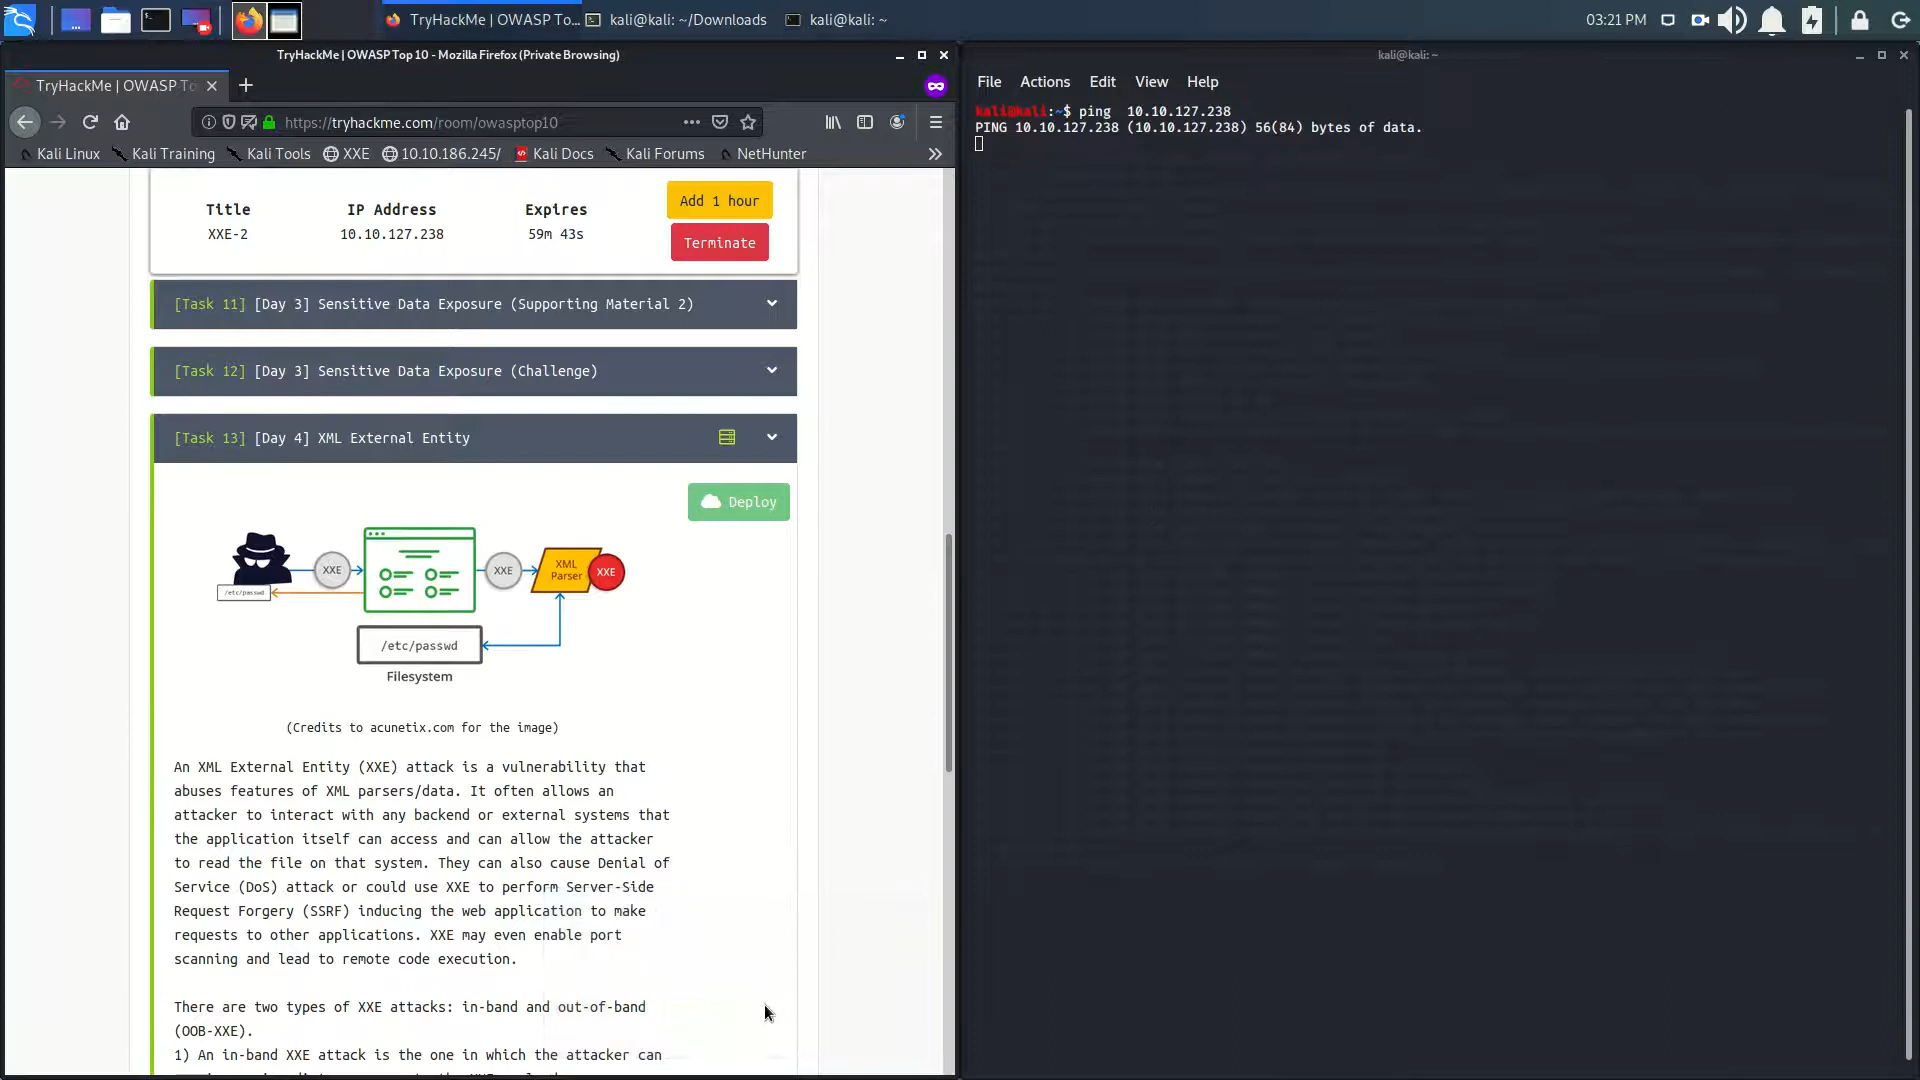 TryHackMe | OWASP To...
kali@kali: ~/Downloads
kali@kali: ~
03:21 PM
TryHackMe | OWASP Top 10 - Mozilla Firefox (Private Browsing)
TryHackMe | OWASP To
https://tryhackme.com/room/owasptop10
Kali Linux
Kali Training
Kali Tools
XXE
10.10.186.245/
Kali Docs
Kali Forums
NetHunter
Title IP Address Expires
XXE-2 10.10.127.238 59m 43s
Add 1 hour
Terminate
[Task 11] [Day 3] Sensitive Data Exposure (Supporting Material 2)
[Task 12] [Day 3] Sensitive Data Exposure (Challenge)
[Task 13] [Day 4] XML External Entity
Deploy
XXE
XXE
XML
Parser
XXE
/etc/passwd
/etc/passwd
Filesystem
(Credits to acunetix.com for the image)
An XML External Entity (XXE) attack is a vulnerability that
abuses features of XML parsers/data. It often allows an
attacker to interact with any backend or external systems that
the application itself can access and can allow the attacker
to read the file on that system. They can also cause Denial of
Service (DoS) attack or could use XXE to perform Server-Side
Request Forgery (SSRF) inducing the web application to make
requests to other applications. XXE may even enable port
scanning and lead to remote code execution.
There are two types of XXE attacks: in-band and out-of-band
(OOB-XXE).
1) An in-band XXE attack is the one in which the attacker can
kali@kali: ~
File Actions Edit View Help
kali@kali:~$ ping  10.10.127.238
PING 10.10.127.238 (10.10.127.238) 56(84) bytes of data.